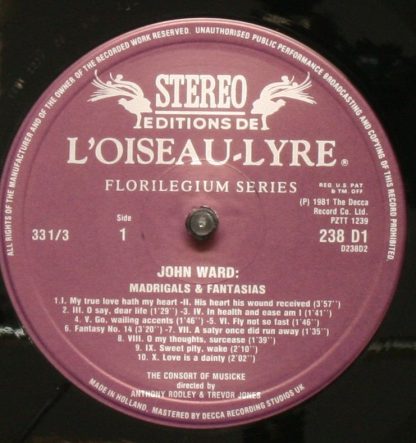 ALL RIGHTS OF THE MANUFACTURER AND OF THE OWNER OF THE RECORDED WORK RESERVED. UNAUTHORISED PUBLIC PERFORMANCE BROADCASTING AND COPYING OF THIS RECORD PROHIBITED.
STEREO
EDITIONS DE
L'OISEAU-LYRE®
FLORILEGIUM SERIES
REG U.S. PAT
& TM OFF
Side
1
33 1/3
(P) 1981 The Decca
Record Co. Ltd.
PZTT 1239
238 D1
D238D2
JOHN WARD:
MADRIGALS & FANTASIAS
1.I. My true love hath my heart -II. His heart his wound received (3'57'')
2. III. O say, dear life (1'29'') -3. IV. In health and ease am I (1'41'')
4. V. Go, wailing accents (1'46'') -5. VI. Fly not so fast (1'46'')
6. Fantasy No. 14 (3'20'') -7. VII. A satyr once did run away (1'35'')
8. VIII. O my thoughts, surcease (1'39'')
9. IX. Sweet pity, wake (2'10'')
10. X. Love is a dainty (2'02'')
THE CONSORT OF MUSICKE
directed by
ANTHONY ROOLEY & TREVOR JONES
MADE IN HOLLAND. MASTERED BY DECCA RECORDING STUDIOS UK